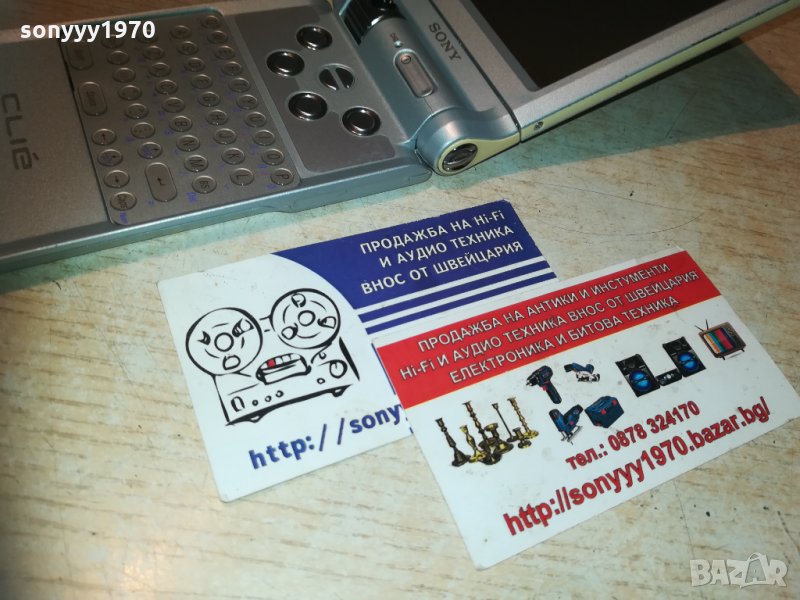 sonyyy1970
SONY
CLIÉ
ПРОДАЖБА НА Hi-Fi
И АУДИО ТЕХНИКА
ВНОС ОТ ШВЕЙЦАРИЯ
http://sony
ПРОДАЖБА НА АНТИКИ И ИНСТУМЕНТИ
Hi-Fi И АУДИО ТЕХНИКА ВНОС ОТ ШВЕЙЦАРИЯ
ЕЛЕКТРОНИКА И БИТОВА ТЕХНИКА
тел.: 0878 324170
http://sonyyy1970.bazar.bg/
BAZAR